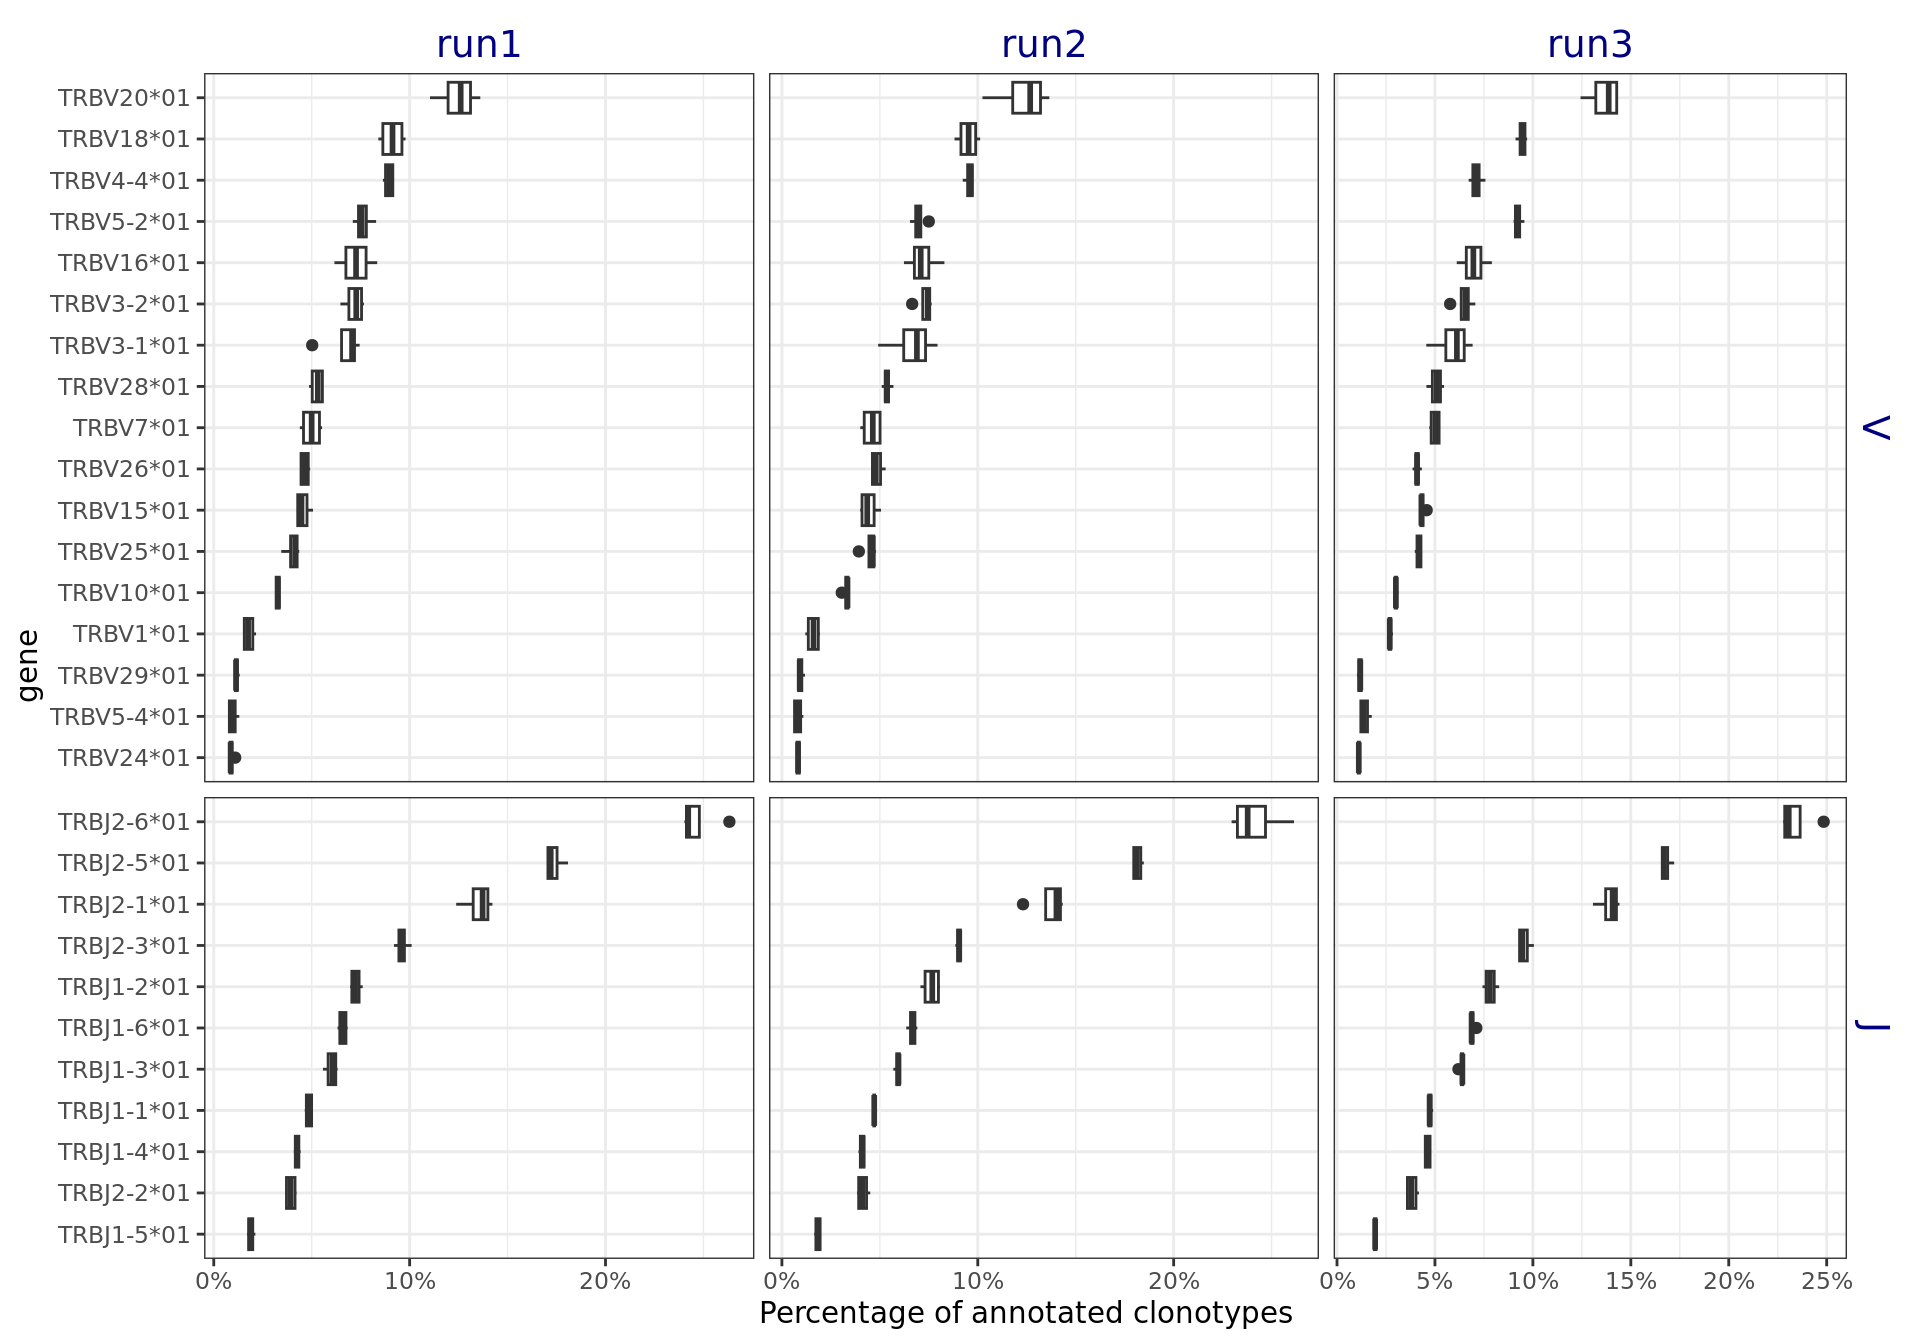 run1 run2 run3
TRBV20*01
TRBV18*01
TRBV4-4*01
TRBV5-2*01
TRBV16*01
TRBV3-2*01
TRBV3-1*01
TRBV28*01
TRBV7*01
TRBV26*01
TRBV15*01
TRBV25*01
TRBV10*01
TRBV1*01
TRBV29*01
TRBV5-4*01
TRBV24*01
V
gene
TRBJ2-6*01
TRBJ2-5*01
TRBJ2-1*01
TRBJ2-3*01
TRBJ1-2*01
TRBJ1-6*01
TRBJ1-3*01
TRBJ1-1*01
TRBJ1-4*01
TRBJ2-2*01
TRBJ1-5*01
J
0% 10% 20% 0% 10% 20% 0% 5% 10% 15% 20% 25%
Percentage of annotated clonotypes